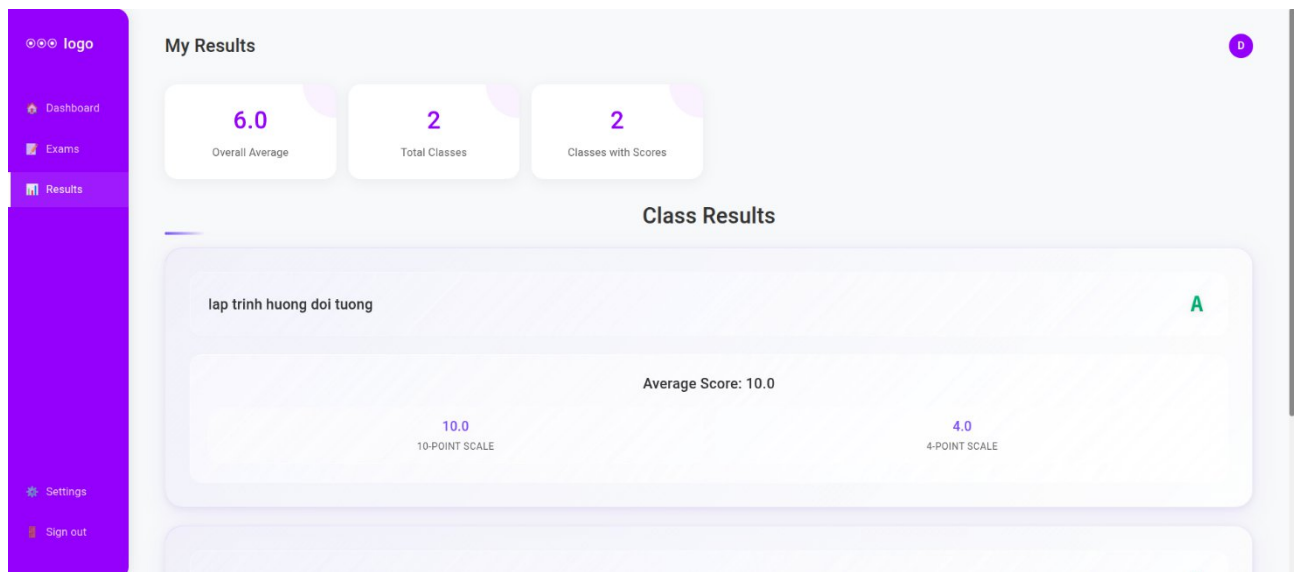 logo
Dashboard
Exams
Results
Settings
Sign out
My Results
D
6.0
Overall Average
2
Total Classes
2
Classes with Scores
Class Results
lap trinh huong doi tuong
A
Average Score: 10.0
10.0
10-POINT SCALE
4.0
4-POINT SCALE